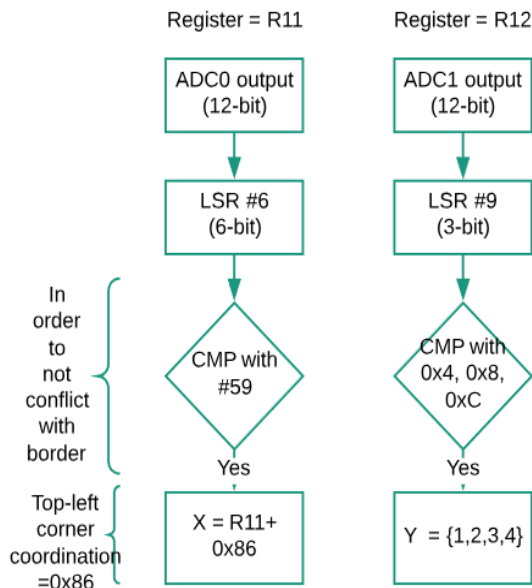 Register = R11
Register = R12
ADC0 output
(12-bit)
ADC1 output
(12-bit)
LSR #6
(6-bit)
LSR #9
(3-bit)
In
order
to
not
conflict
with
border
CMP with
#59
CMP with
0x4, 0x8,
0xC
Yes
Yes
Top-left
corner
coordination
=0x86
X = R11+
0x86
Y = {1,2,3,4}